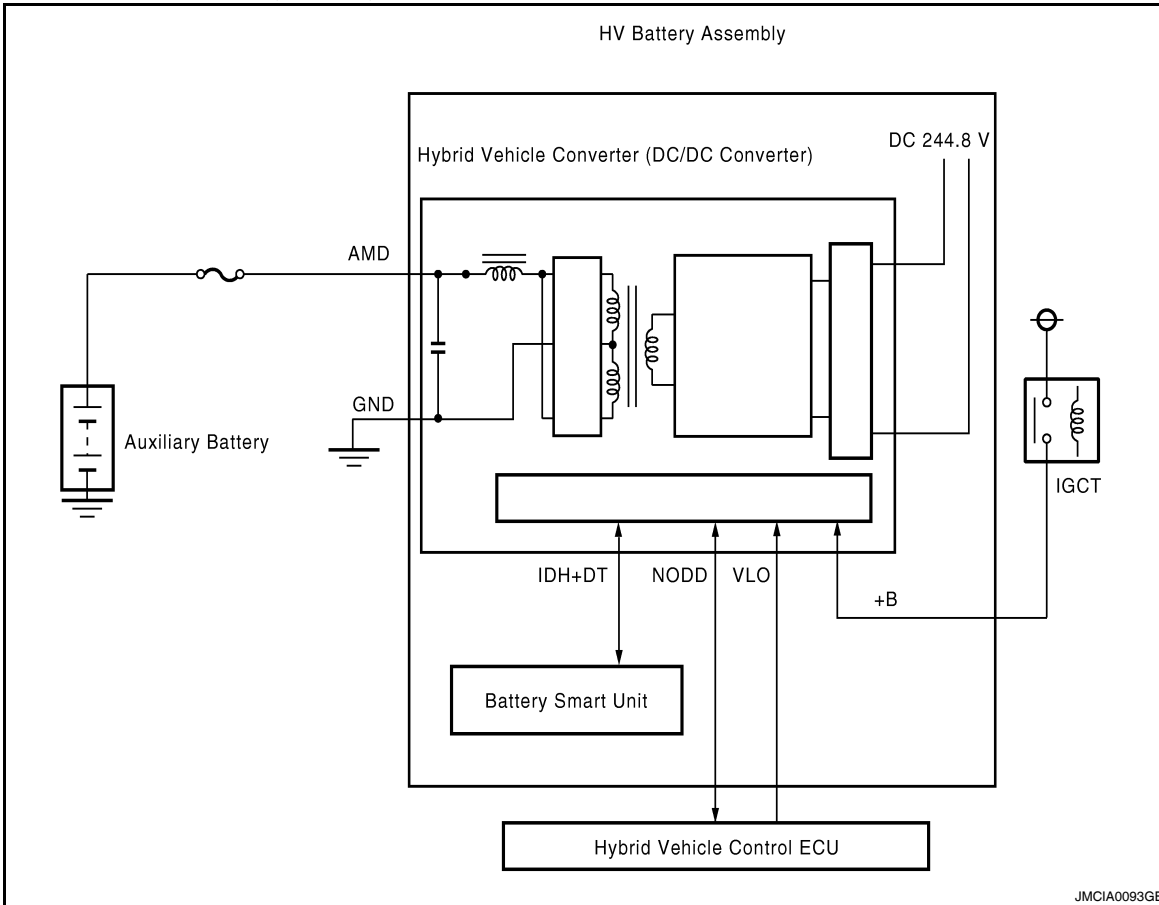 HV Battery Assembly
DC 244.8 V
Hybrid Vehicle Converter (DC/DC Converter)
AMD
GND
Auxiliary Battery
IGCT
IDH+DT
NODD
VLO
+B
Battery Smart Unit
Hybrid Vehicle Control ECU